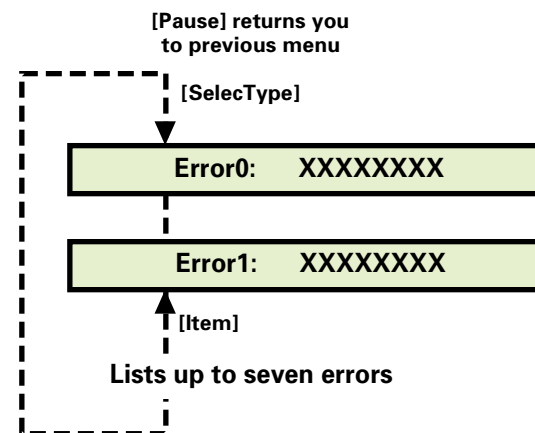 [Pause] returns you
to previous menu
[SelecType]
Error0: XXXXXXXX
Error1: XXXXXXXX
[Item]
Lists up to seven errors